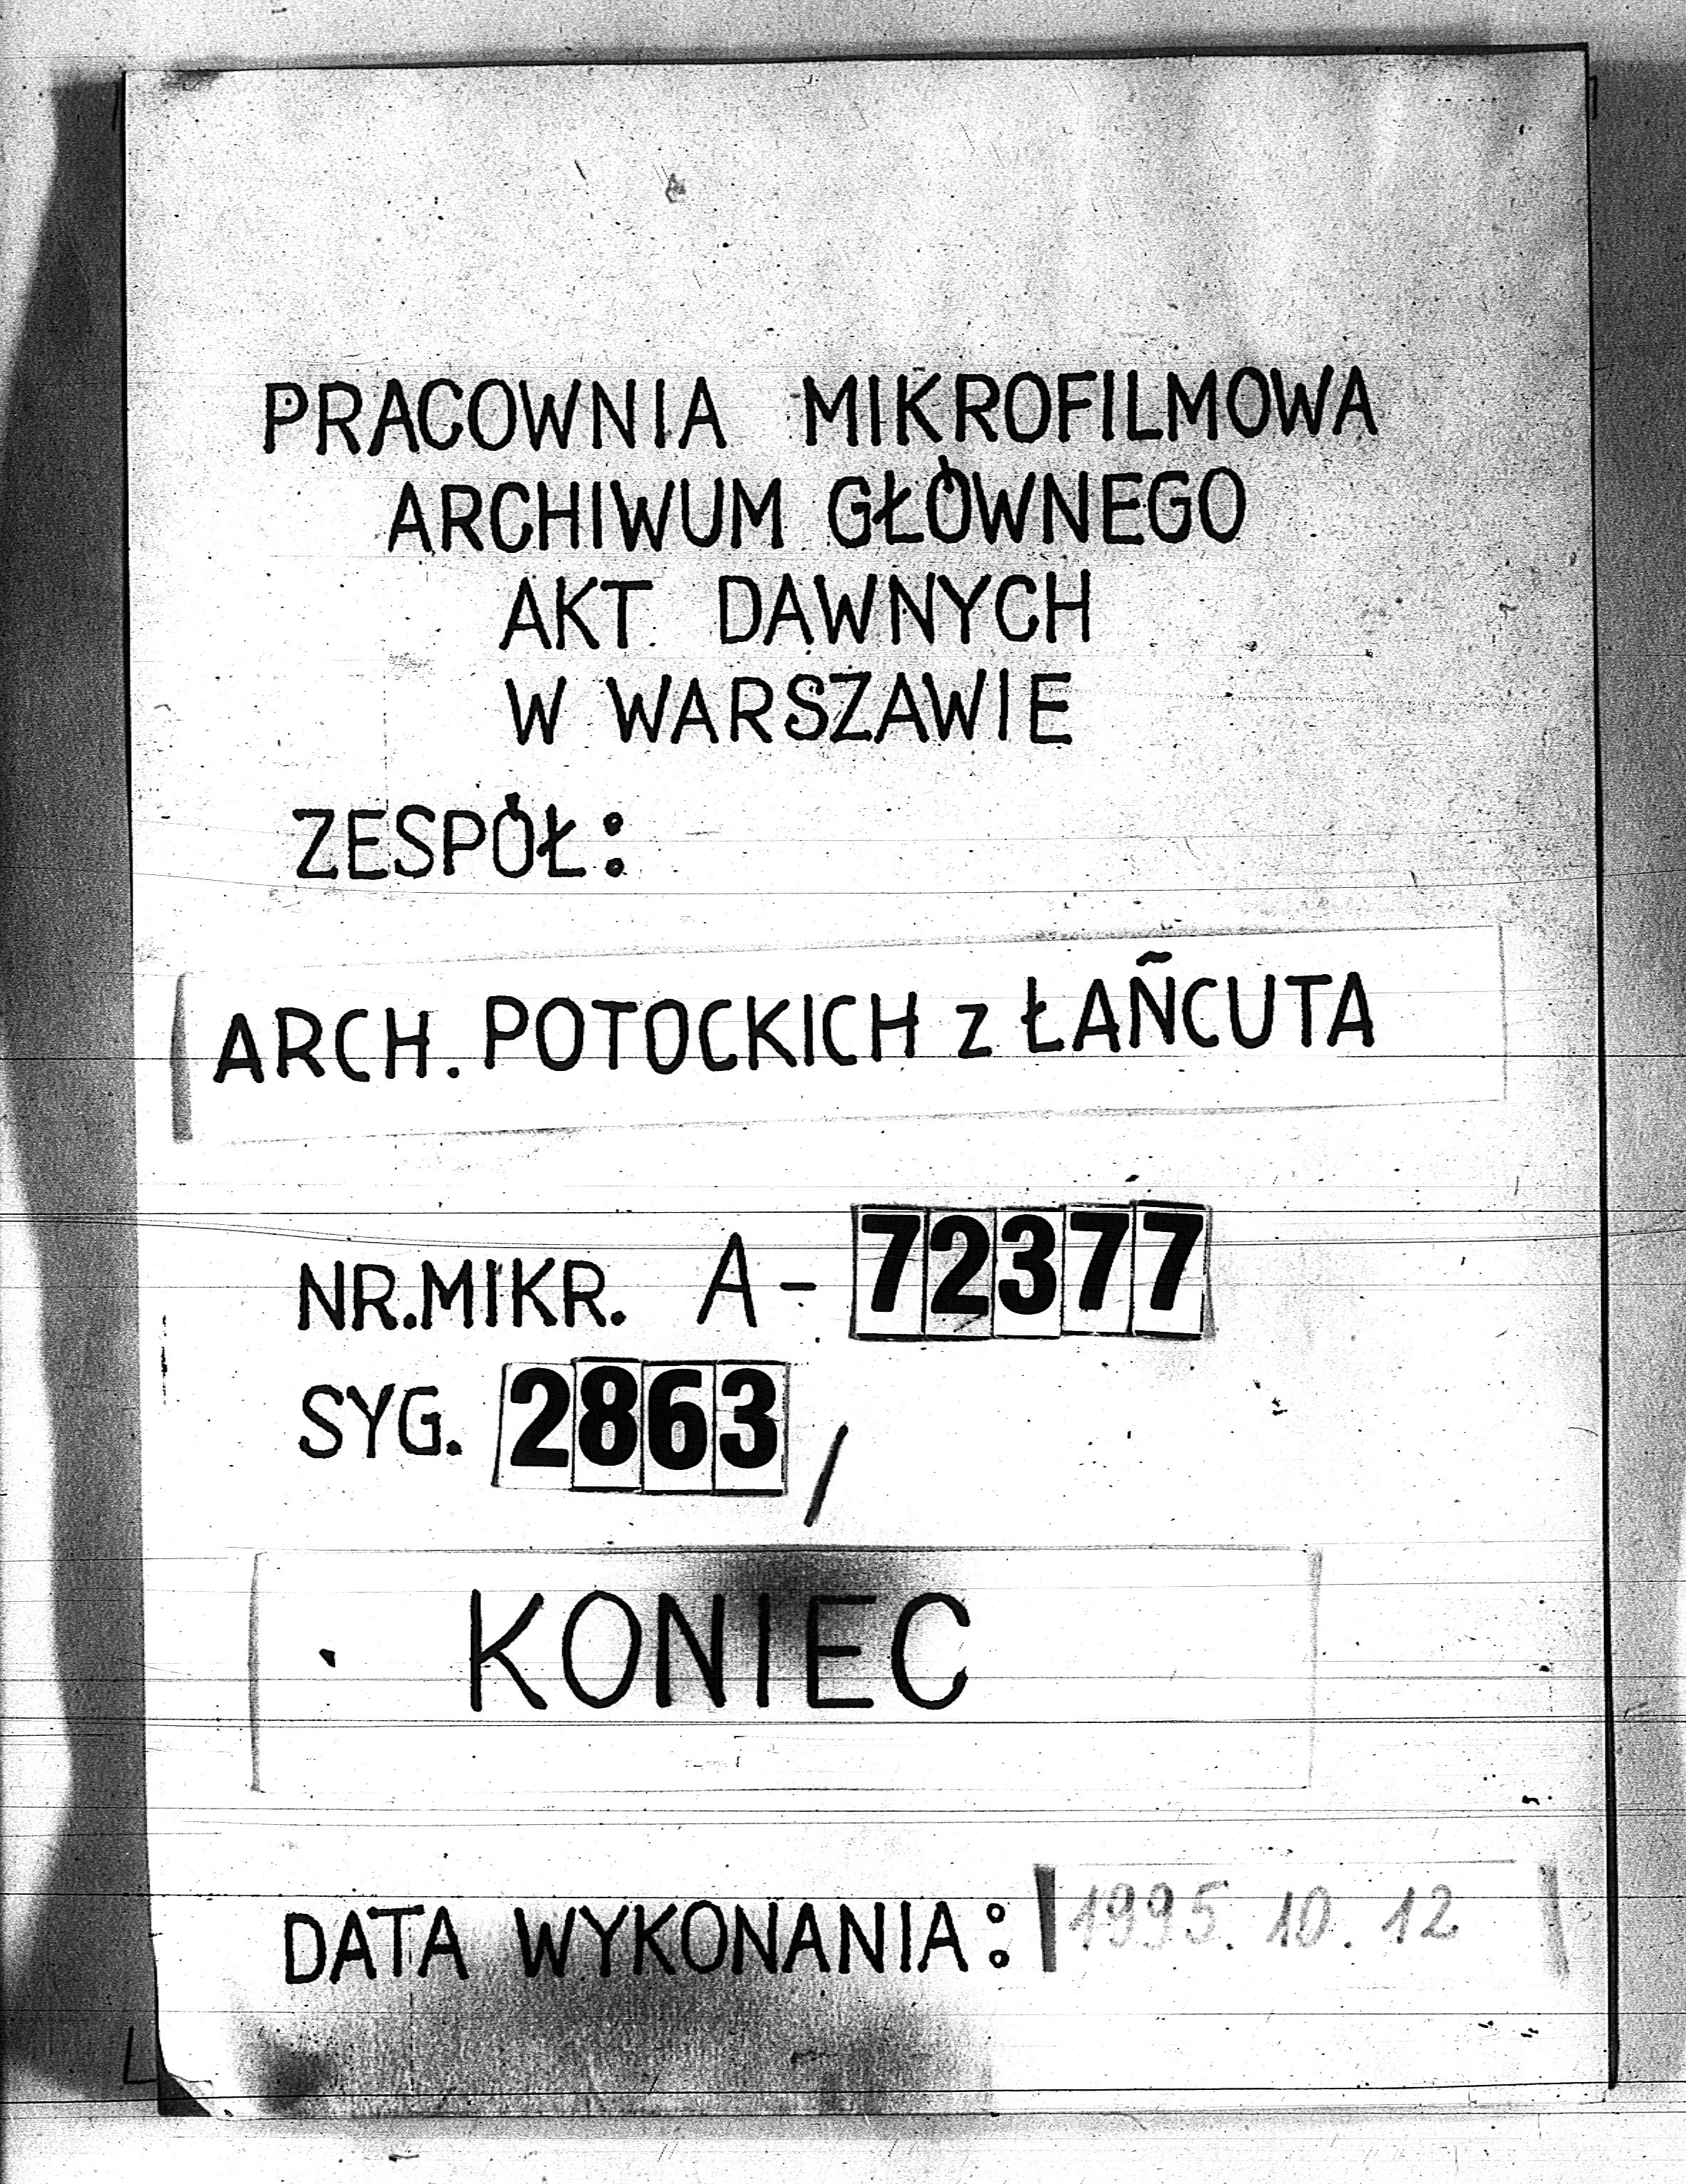 PRACOWNIA MIKROFILMOWA
ARCHIWUM GŁÓWNEGO
AKT DAWNYCH
W WARSZAWIE
ZESPÓŁ:
ARCH. POTOCKICH z ŁAŃCUTA
NR.MIKR. A-72377
SYG. 2863/
KONIEC
DATA WYKONANIA: 1995.10.12